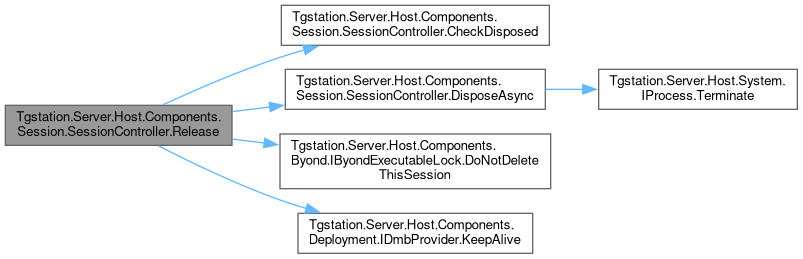 Tgstation.Server.Host.Components.
Session.SessionController.Release
Tgstation.Server.Host.Components.
Session.SessionController.CheckDisposed
Tgstation.Server.Host.Components.
Session.SessionController.DisposeAsync
Tgstation.Server.Host.System.
IProcess.Terminate
Tgstation.Server.Host.Components.
Byond.IByondExecutableLock.DoNotDelete
ThisSession
Tgstation.Server.Host.Components.
Deployment.IDmbProvider.KeepAlive